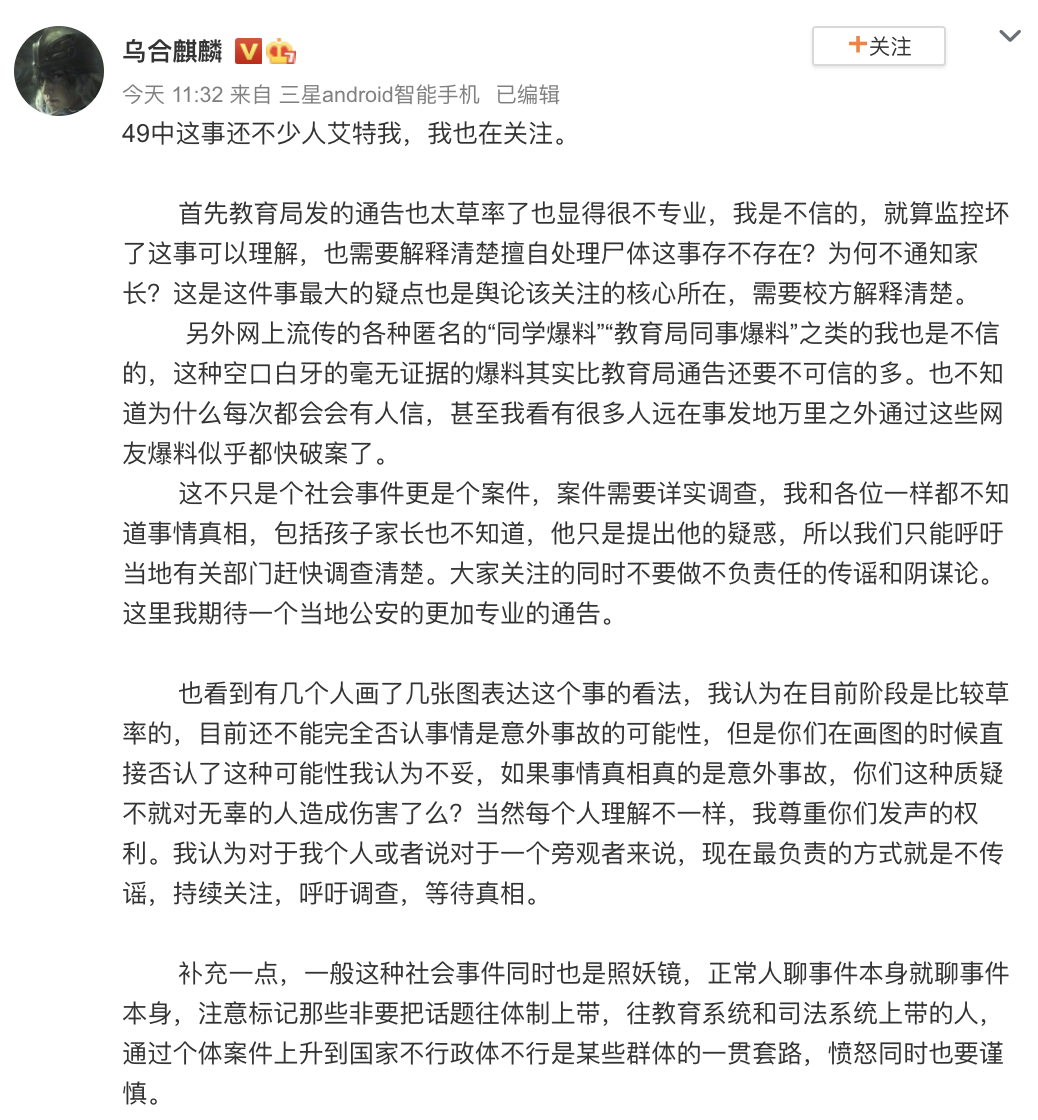 乌合麒麟
+关注
今天 11:32 来自 三星android智能手机 已编辑
49中这事还不少人艾特我，我也在关注。
首先教育局发的通告也太草率了也显得很不专业，我是不信的，就算监控坏
了这事可以理解，也需要解释清楚擅自处理尸体这事存不存在？为何不通知家
长？这是这件事最大的疑点也是舆论该关注的核心所在，需要校方解释清楚。
另外网上流传的各种匿名的“同学爆料”“教育局同事爆料”之类的我也是不信
的，这种空口白牙的毫无证据的爆料其实比教育局通告还要不可信的多。也不知
道为什么每次都会会有人信，甚至我看有很多人远在事发地万里之外通过这些网
友爆料似乎都快破案了。
这不只是个社会事件更是个案件，案件需要详实调查，我和各位一样都不知
道事情真相，包括孩子家长也不知道，他只是提出他的疑惑，所以我们只能呼吁
当地有关部门赶快调查清楚。大家关注的同时不要做不负责任的传谣和阴谋论。
这里我期待一个当地公安的更加专业的通告。
也看到有几个人画了几张图表达这个事的看法，我认为在目前阶段是比较草
率的，目前还不能完全否认事情是意外事故的可能性，但是你们在画图的时候直
接否认了这种可能性我认为不妥，如果事情真相真的是意外事故，你们这种质疑
不就对无辜的人造成伤害了么？当然每个人理解不一样，我尊重你们发声的权
利。我认为对于我个人或者说对于一个旁观者来说，现在最负责的方式就是不传
谣，持续关注，呼吁调查，等待真相。
补充一点，一般这种社会事件同时也是照妖镜，正常人聊事件本身就聊事件
本身，注意标记那些非要把话题往体制上带，往教育系统和司法系统上带的人，
通过个体案件上升到国家不行政体不行是某些群体的一贯套路，愤怒同时也要谨
慎。